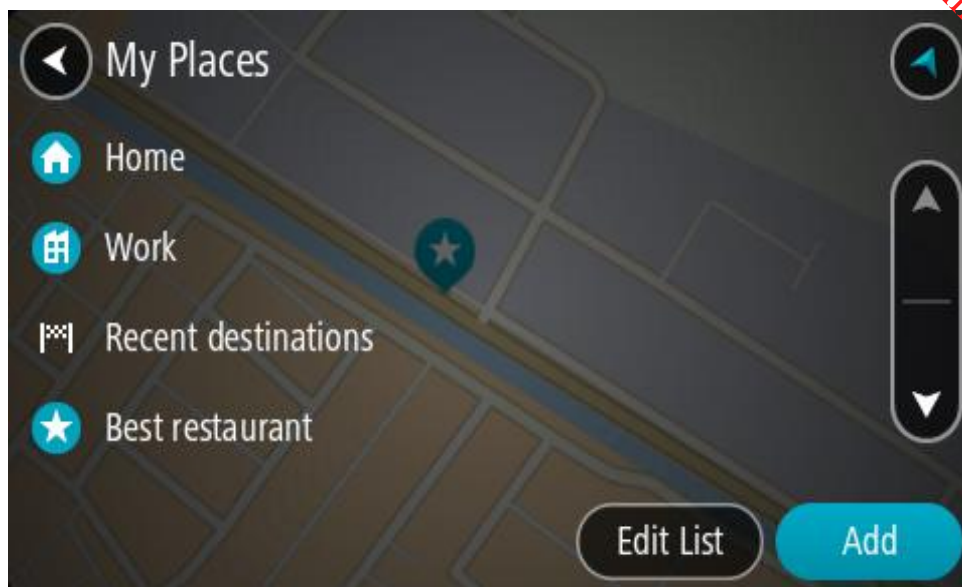 My Places
Home
Work
Recent destinations
Best restaurant
Edit List
Add